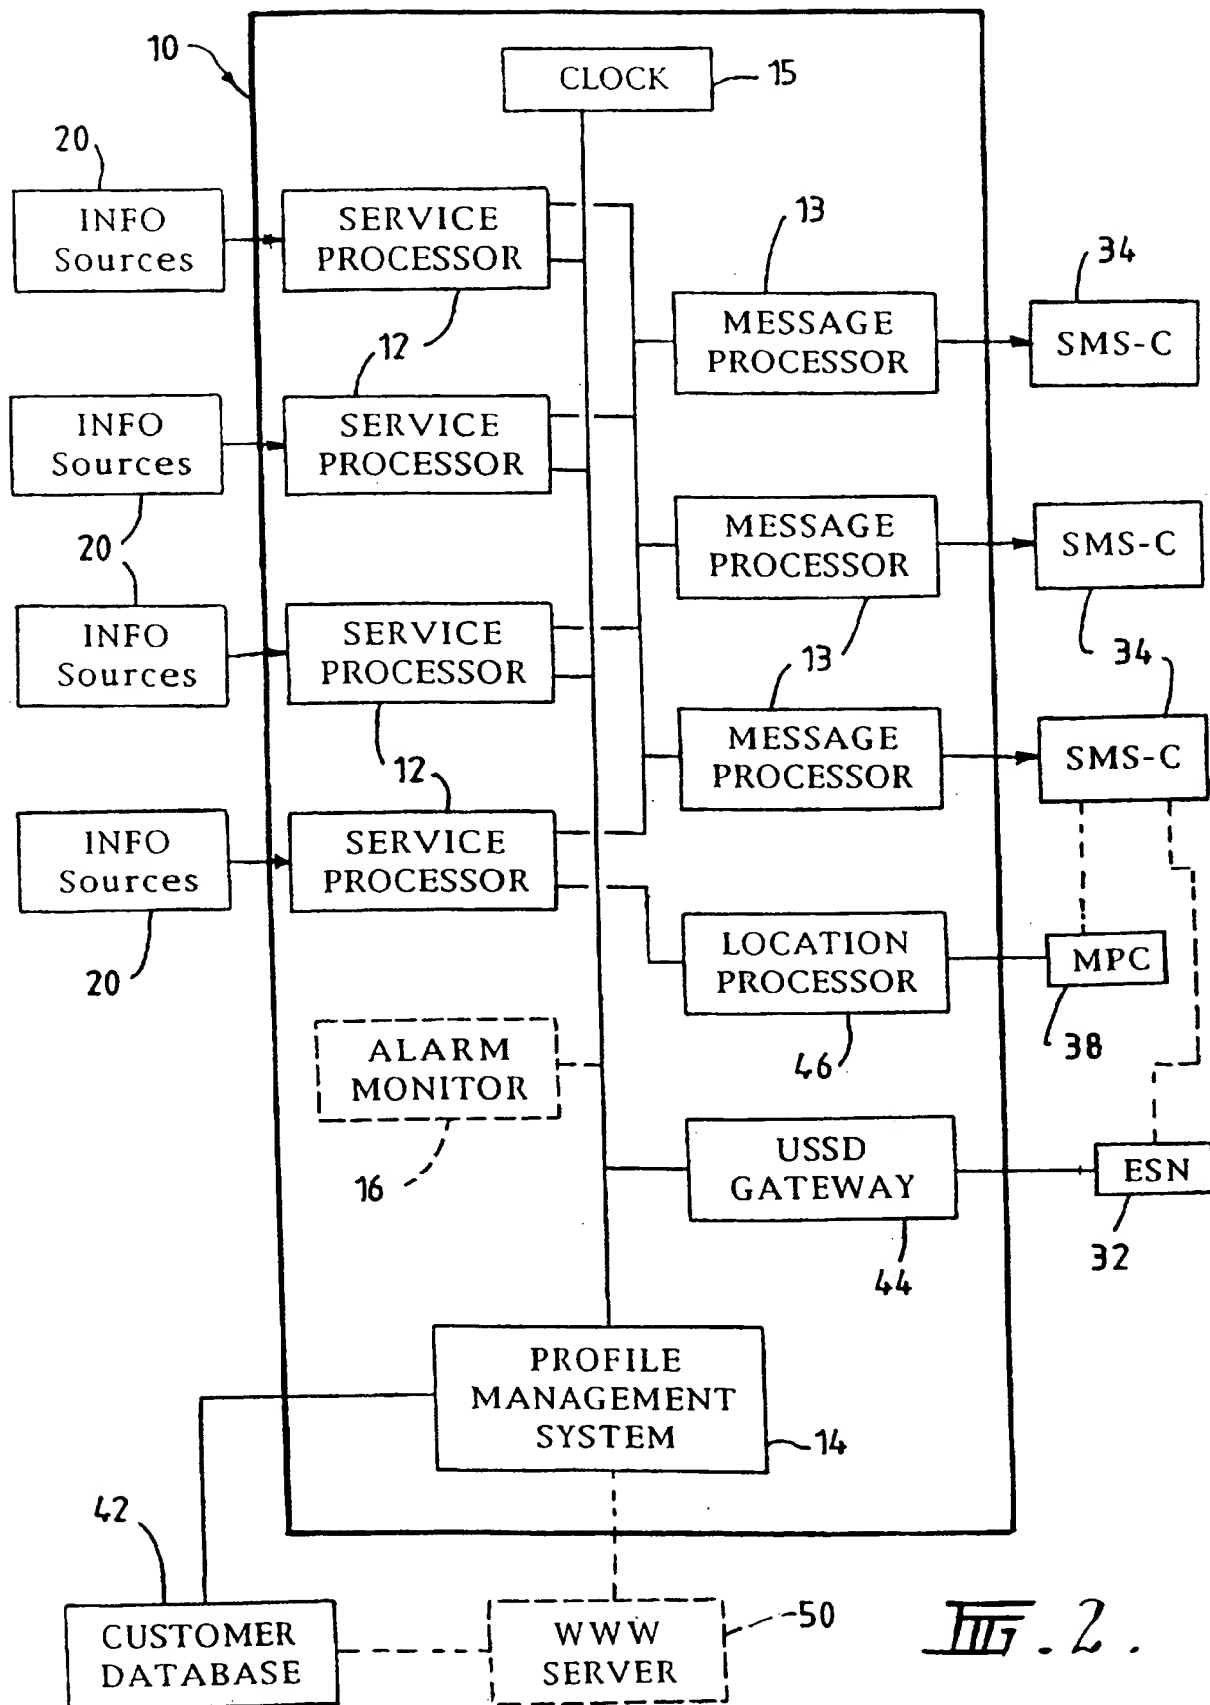 10
CLOCK
15
20
INFO
Sources
SERVICE
PROCESSOR
13
34
12
MESSAGE
PROCESSOR
SMS-C
INFO
Sources
SERVICE
PROCESSOR
20
MESSAGE
PROCESSOR
SMS-C
INFO
Sources
SERVICE
PROCESSOR
13
34
12
MESSAGE
PROCESSOR
SMS-C
INFO
Sources
SERVICE
PROCESSOR
20
LOCATION
PROCESSOR
MPC
38
46
ALARM
MONITOR
16
USSD
GATEWAY
ESN
32
44
PROFILE
MANAGEMENT
SYSTEM
14
42
CUSTOMER
DATABASE
WWW
SERVER
50
FIG. 2.